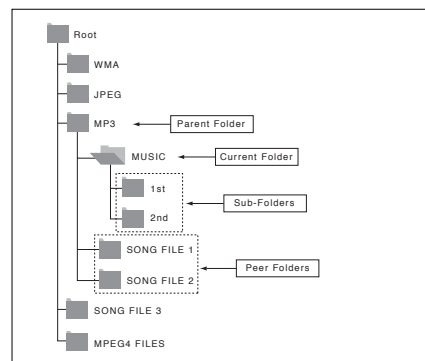 Root
WMA
JPEG
MP3
Parent Folder
MUSIC
Current Folder
1st
2nd
Sub-Folders
SONG FILE 1
SONG FILE 2
Peer Folders
SONG FILE 3
MPEG4 FILES